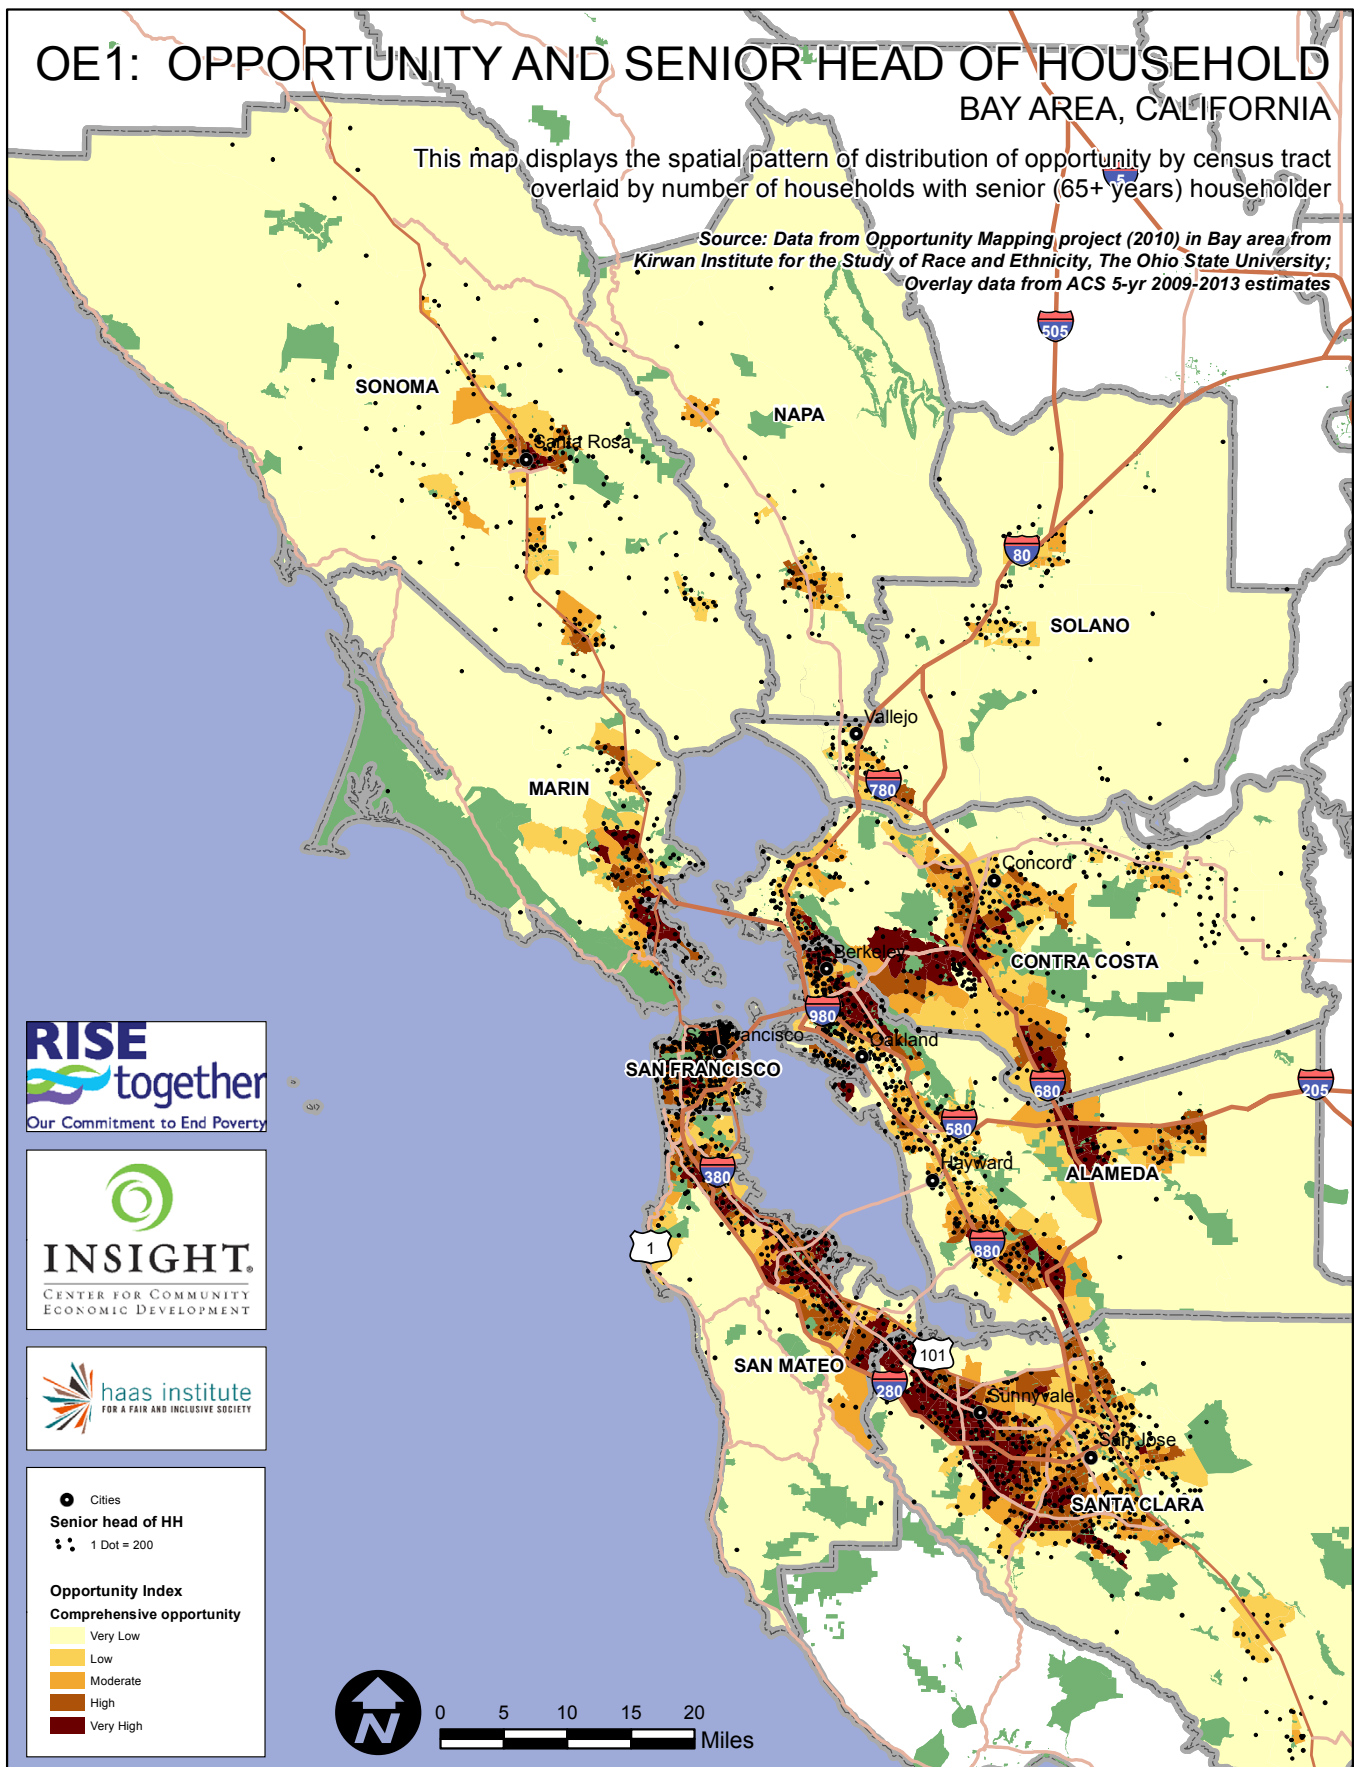 OE1: OPPORTUNITY AND SENIOR HEAD OF HOUSEHOLD
BAY AREA, CALIFORNIA
This map displays the spatial pattern of distribution of opportunity by census tract
overlaid by number of households with senior (65+ years) householder
5
Source: Data from Opportunity Mapping project (2010) in Bay area from
Kirwan Institute for the Study of Race and Ethnicity, The Ohio State University;
Overlay data from ACS 5-yr 2009-2013 estimates
505
SONOMA
NAPA
Santa Rosa
80
SOLANO
Vallejo
MARIN
780
Concord
Berkeley
CONTRA COSTA
980
San Francisco
Oakland
SAN FRANCISCO
680
205
580
Hayward
ALAMEDA
380
1
880
101
SAN MATEO
280
Sunnyvale
San Jose
SANTA CLARA
RISE
together
Our Commitment to End Poverty
INSIGHT®
CENTER FOR COMMUNITY
ECONOMIC DEVELOPMENT
haas institute
FOR A FAIR AND INCLUSIVE SOCIETY
Cities
Senior head of HH
1 Dot = 200
Opportunity Index
Comprehensive opportunity
Very Low
Low
Moderate
High
Very High
N
0 5 10 15 20
Miles